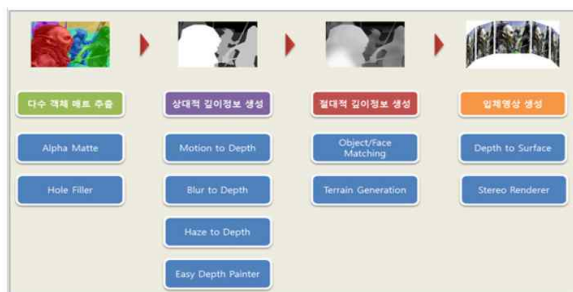 다수 객체 매트 추출
상대적 깊이정보 생성
절대적 깊이정보 생성
입체영상 생성
Alpha Matte
Motion to Depth
Object/Face
Matching
Depth to Surface
Hole Filler
Blur to Depth
Terrain Generation
Stereo Renderer
Haze to Depth
Easy Depth Painter